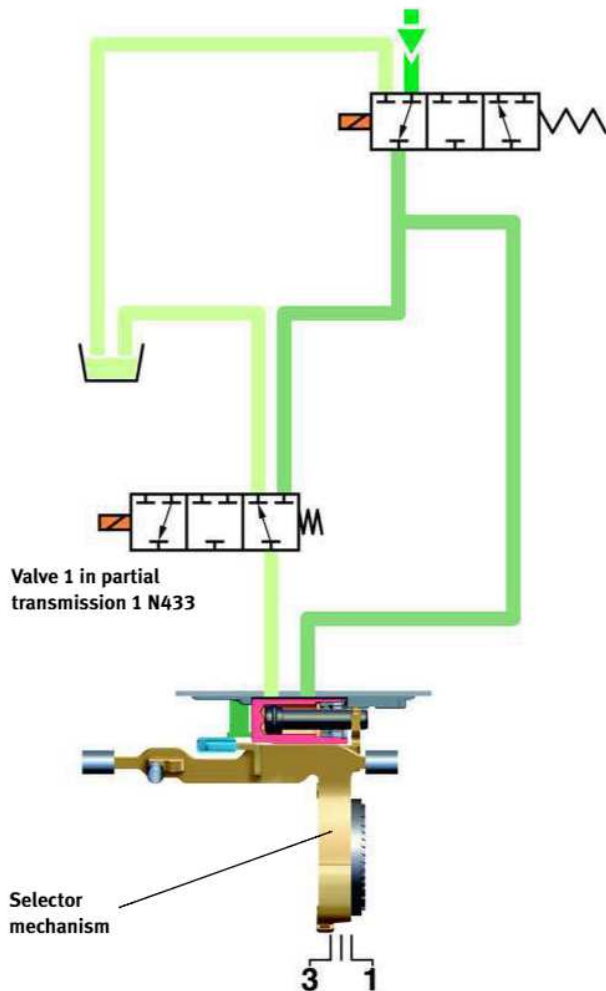 Valve 1 in partial
transmission 1 N433
Selector
mechanism
3 1